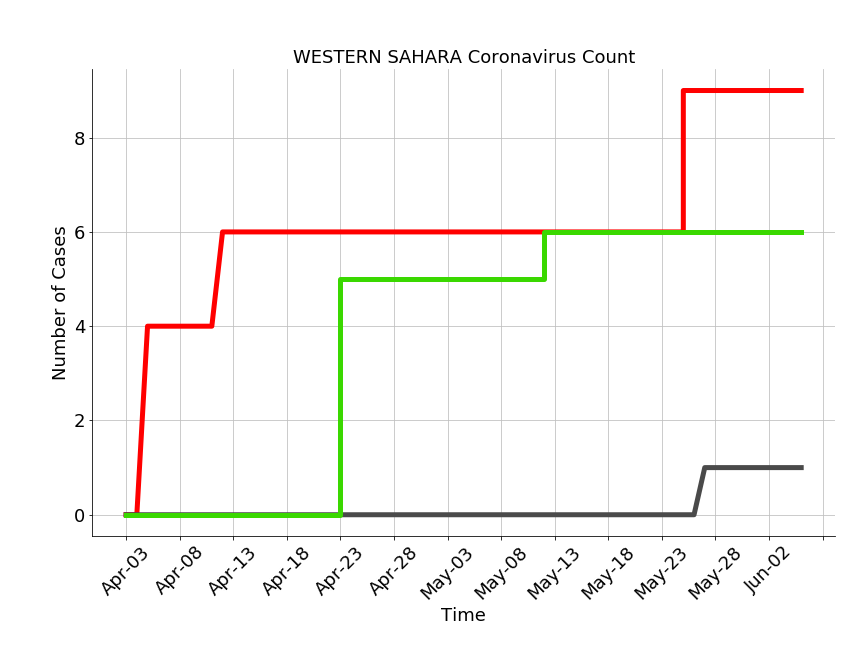 WESTERN SAHARA Coronavirus Count
Number of Cases
8
6
4
2
0
Apr-03 Apr-08 Apr-13 Apr-18 Apr-23 Apr-28 May-03 May-08 May-13 May-18 May-23 May-28 Jun-02
Time